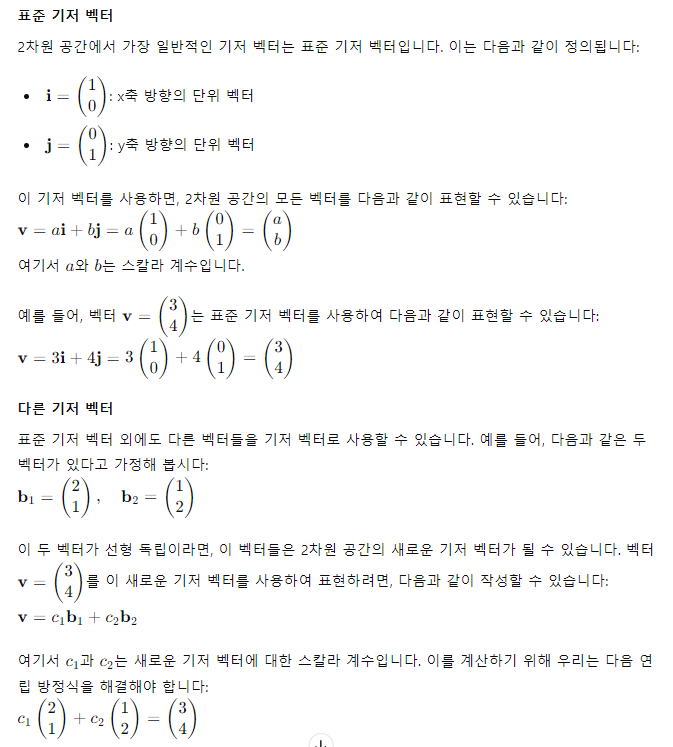 표준 기저 벡터
2차원 공간에서 가장 일반적인 기저 벡터는 표준 기저 벡터입니다. 이는 다음과 같이 정의됩니다:
• $\mathbf{i} = \begin{pmatrix} 1 \\ 0 \end{pmatrix}$: x축 방향의 단위 벡터
• $\mathbf{j} = \begin{pmatrix} 0 \\ 1 \end{pmatrix}$: y축 방향의 단위 벡터
이 기저 벡터를 사용하면, 2차원 공간의 모든 벡터를 다음과 같이 표현할 수 있습니다:
$\mathbf{v} = a\mathbf{i} + b\mathbf{j} = a \begin{pmatrix} 1 \\ 0 \end{pmatrix} + b \begin{pmatrix} 0 \\ 1 \end{pmatrix} = \begin{pmatrix} a \\ b \end{pmatrix}$
여기서 $a$와 $b$는 스칼라 계수입니다.
예를 들어, 벡터 $\mathbf{v} = \begin{pmatrix} 3 \\ 4 \end{pmatrix}$는 표준 기저 벡터를 사용하여 다음과 같이 표현할 수 있습니다:
$\mathbf{v} = 3\mathbf{i} + 4\mathbf{j} = 3 \begin{pmatrix} 1 \\ 0 \end{pmatrix} + 4 \begin{pmatrix} 0 \\ 1 \end{pmatrix} = \begin{pmatrix} 3 \\ 4 \end{pmatrix}$
다른 기저 벡터
표준 기저 벡터 외에도 다른 벡터들을 기저 벡터로 사용할 수 있습니다. 예를 들어, 다음과 같은 두
벡터가 있다고 가정해 봅시다:
$\mathbf{b}_1 = \begin{pmatrix} 2 \\ 1 \end{pmatrix}, \quad \mathbf{b}_2 = \begin{pmatrix} 1 \\ 2 \end{pmatrix}$
이 두 벡터가 선형 독립이라면, 이 벡터들은 2차원 공간의 새로운 기저 벡터가 될 수 있습니다. 벡터
$\mathbf{v} = \begin{pmatrix} 3 \\ 4 \end{pmatrix}$를 이 새로운 기저 벡터를 사용하여 표현하려면, 다음과 같이 작성할 수 있습니다:
$\mathbf{v} = c_1\mathbf{b}_1 + c_2\mathbf{b}_2$
여기서 $c_1$과 $c_2$는 새로운 기저 벡터에 대한 스칼라 계수입니다. 이를 계산하기 위해 우리는 다음 연
립 방정식을 해결해야 합니다:
$c_1 \begin{pmatrix} 2 \\ 1 \end{pmatrix} + c_2 \begin{pmatrix} 1 \\ 2 \end{pmatrix} = \begin{pmatrix} 3 \\ 4 \end{pmatrix}$